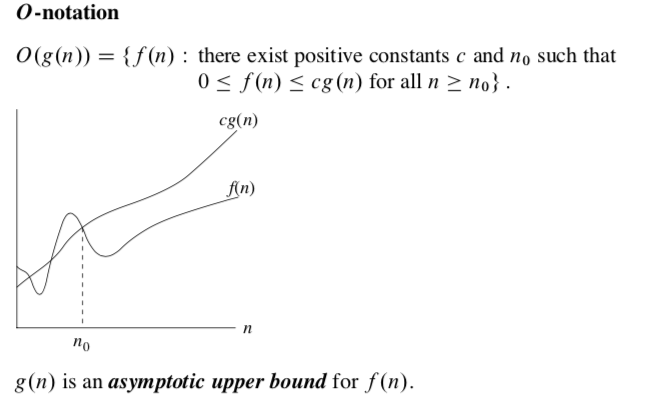 O-notation
O(g(n)) = {f(n) : there exist positive constants c and n₀ such that
0 ≤ f(n) ≤ cg(n) for all n ≥ n₀} .
cg(n)
f(n)
n
n₀
g(n) is an asymptotic upper bound for f(n).